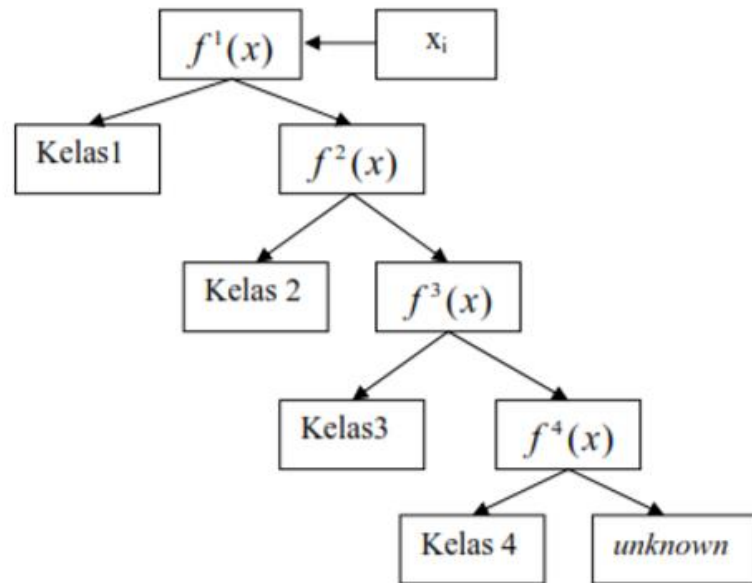 f¹(x)
xᵢ
Kelas1
f²(x)
Kelas 2
f³(x)
Kelas3
f⁴(x)
Kelas 4
unknown